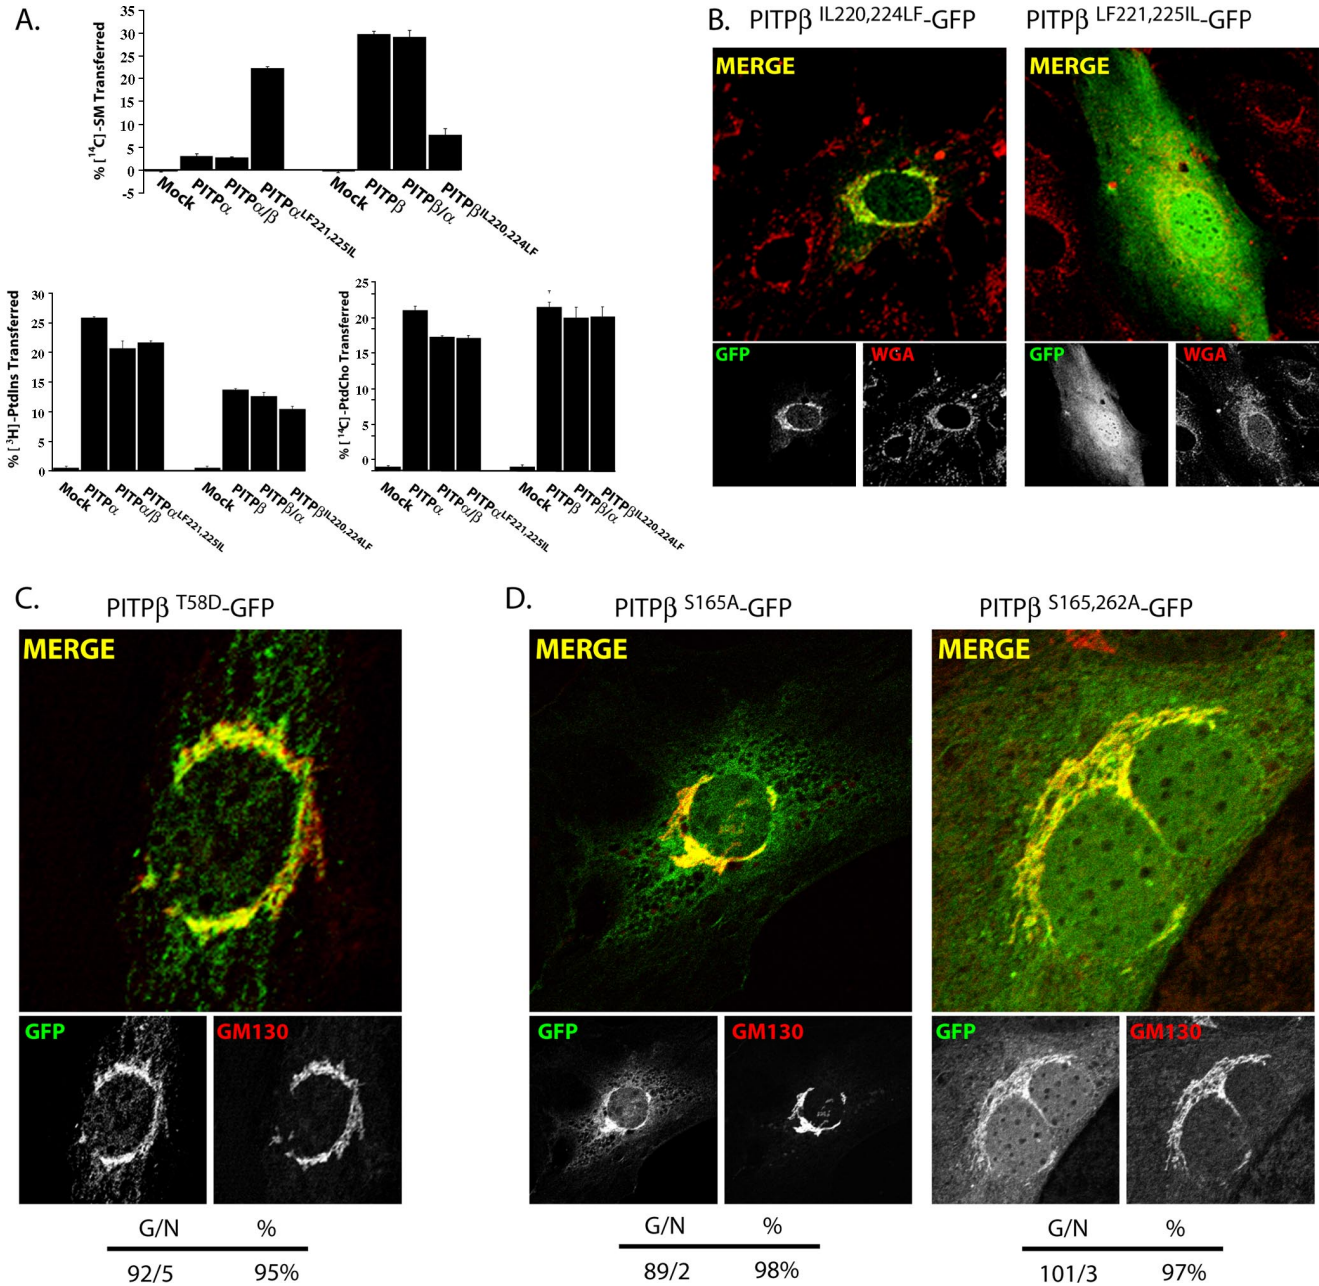 A.
% [14C]-SM Transferred
35
30
25
20
15
10
5
0
-5
Mock
PITPα
PITPα/β
PITPαLF221,225IL
Mock
PITPβ
PITPβ/α
PITPβIL220,224LF
% [3H]-PtdIns Transferred
30
25
20
15
10
5
0
Mock
PITPα
PITPα/β
PITPαLF221,225IL
Mock
PITPβ
PITPβ/α
PITPβIL220,224LF
% [14C]-PtdCho Transferred
25
20
15
10
5
0
Mock
PITPα
PITPα/β
PITPαLF221,225IL
Mock
PITPβ
PITPβ/α
PITPβIL220,224LF
B.
PITPβ IL220,224LF-GFP
PITPβ LF221,225IL-GFP
MERGE
MERGE
GFP
WGA
GFP
WGA
C.
PITPβ T58D-GFP
MERGE
GFP
GM130
G/N %
92/5 95%
D.
PITPβ S165A-GFP
PITPβ S165,262A-GFP
MERGE
MERGE
GFP
GM130
GFP
GM130
G/N %
89/2 98%
G/N %
101/3 97%